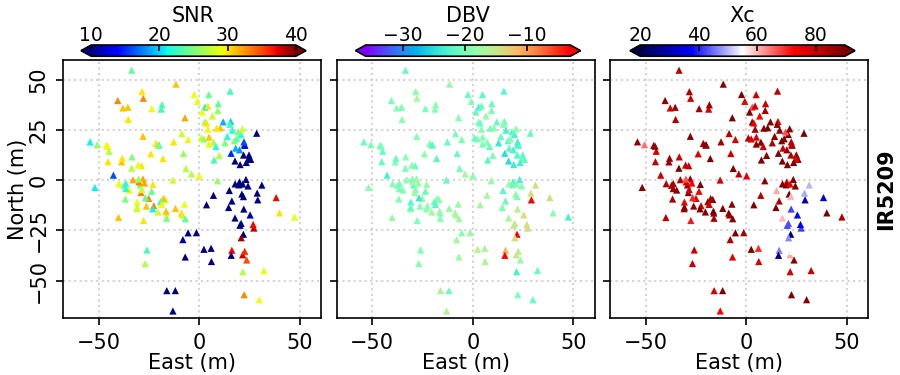 SNR DBV Xc
10 20 30 40 −30 −20 −10 20 40 60 80
50
25
0
−25
−50
North (m)
−50 0 50 −50 0 50 −50 0 50
East (m) East (m) East (m)
IR5209